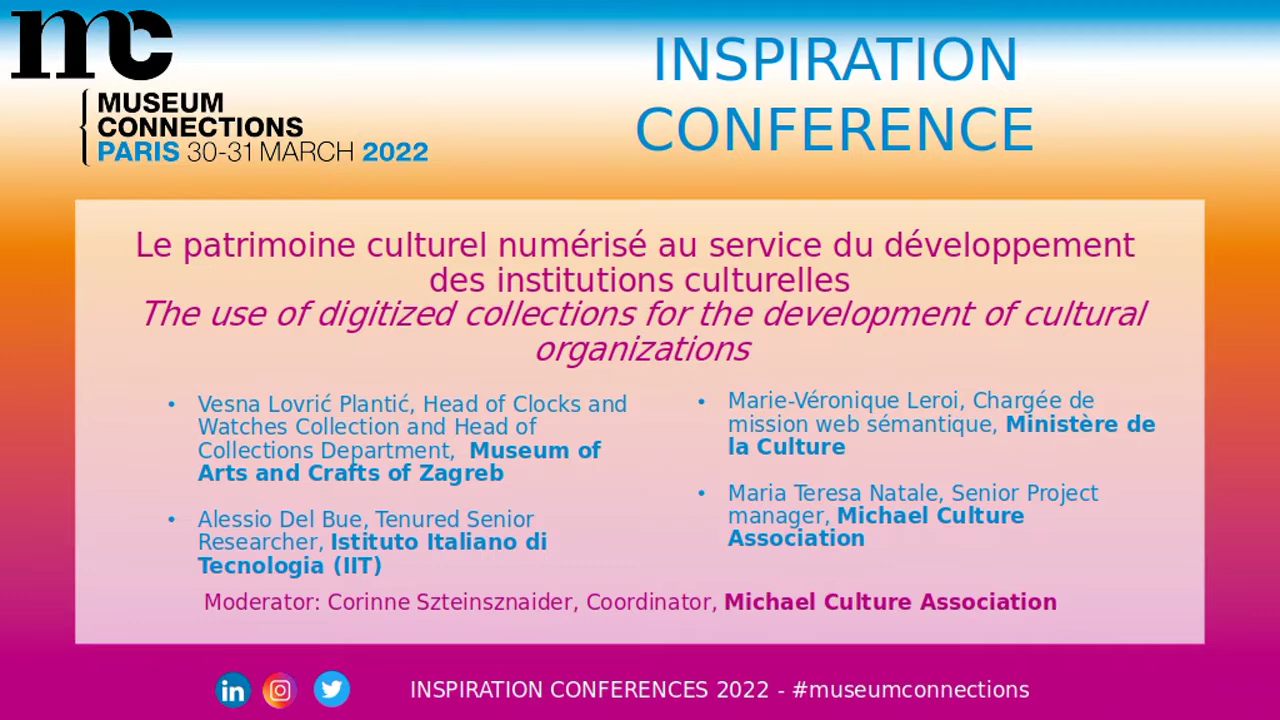 mc
MUSEUM
CONNECTIONS
PARIS 30-31 MARCH 2022
INSPIRATION
CONFERENCE
Le patrimoine culturel numérisé au service du développement
des institutions culturelles
The use of digitized collections for the development of cultural
organizations
• Vesna Lovrić Plantić, Head of Clocks and
Watches Collection and Head of
Collections Department, Museum of
Arts and Crafts of Zagreb
• Alessio Del Bue, Tenured Senior
Researcher, Istituto Italiano di
Tecnologia (IIT)
• Marie-Véronique Leroi, Chargée de
mission web sémantique, Ministère de
la Culture
• Maria Teresa Natale, Senior Project
manager, Michael Culture
Association
Moderator: Corinne Szteinsznaider, Coordinator, Michael Culture Association
in
INSPIRATION CONFERENCES 2022 - #museumconnections